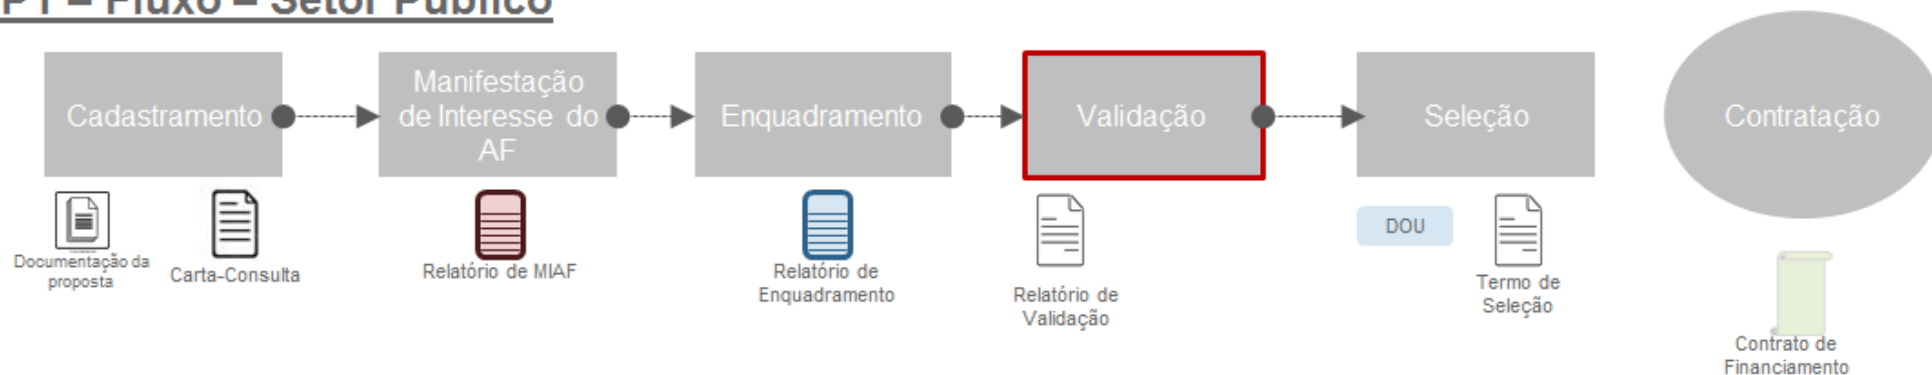 PT – Fluxo – Setor Público
Cadastramento
Manifestação
de Interesse do
AF
Enquadramento
Validação
Seleção
Contratação
Documentação da
proposta
Carta-Consulta
Relatório de MIAF
Relatório de
Enquadramento
Relatório de
Validação
DOU
Termo de
Seleção
Contrato de
Financiamento